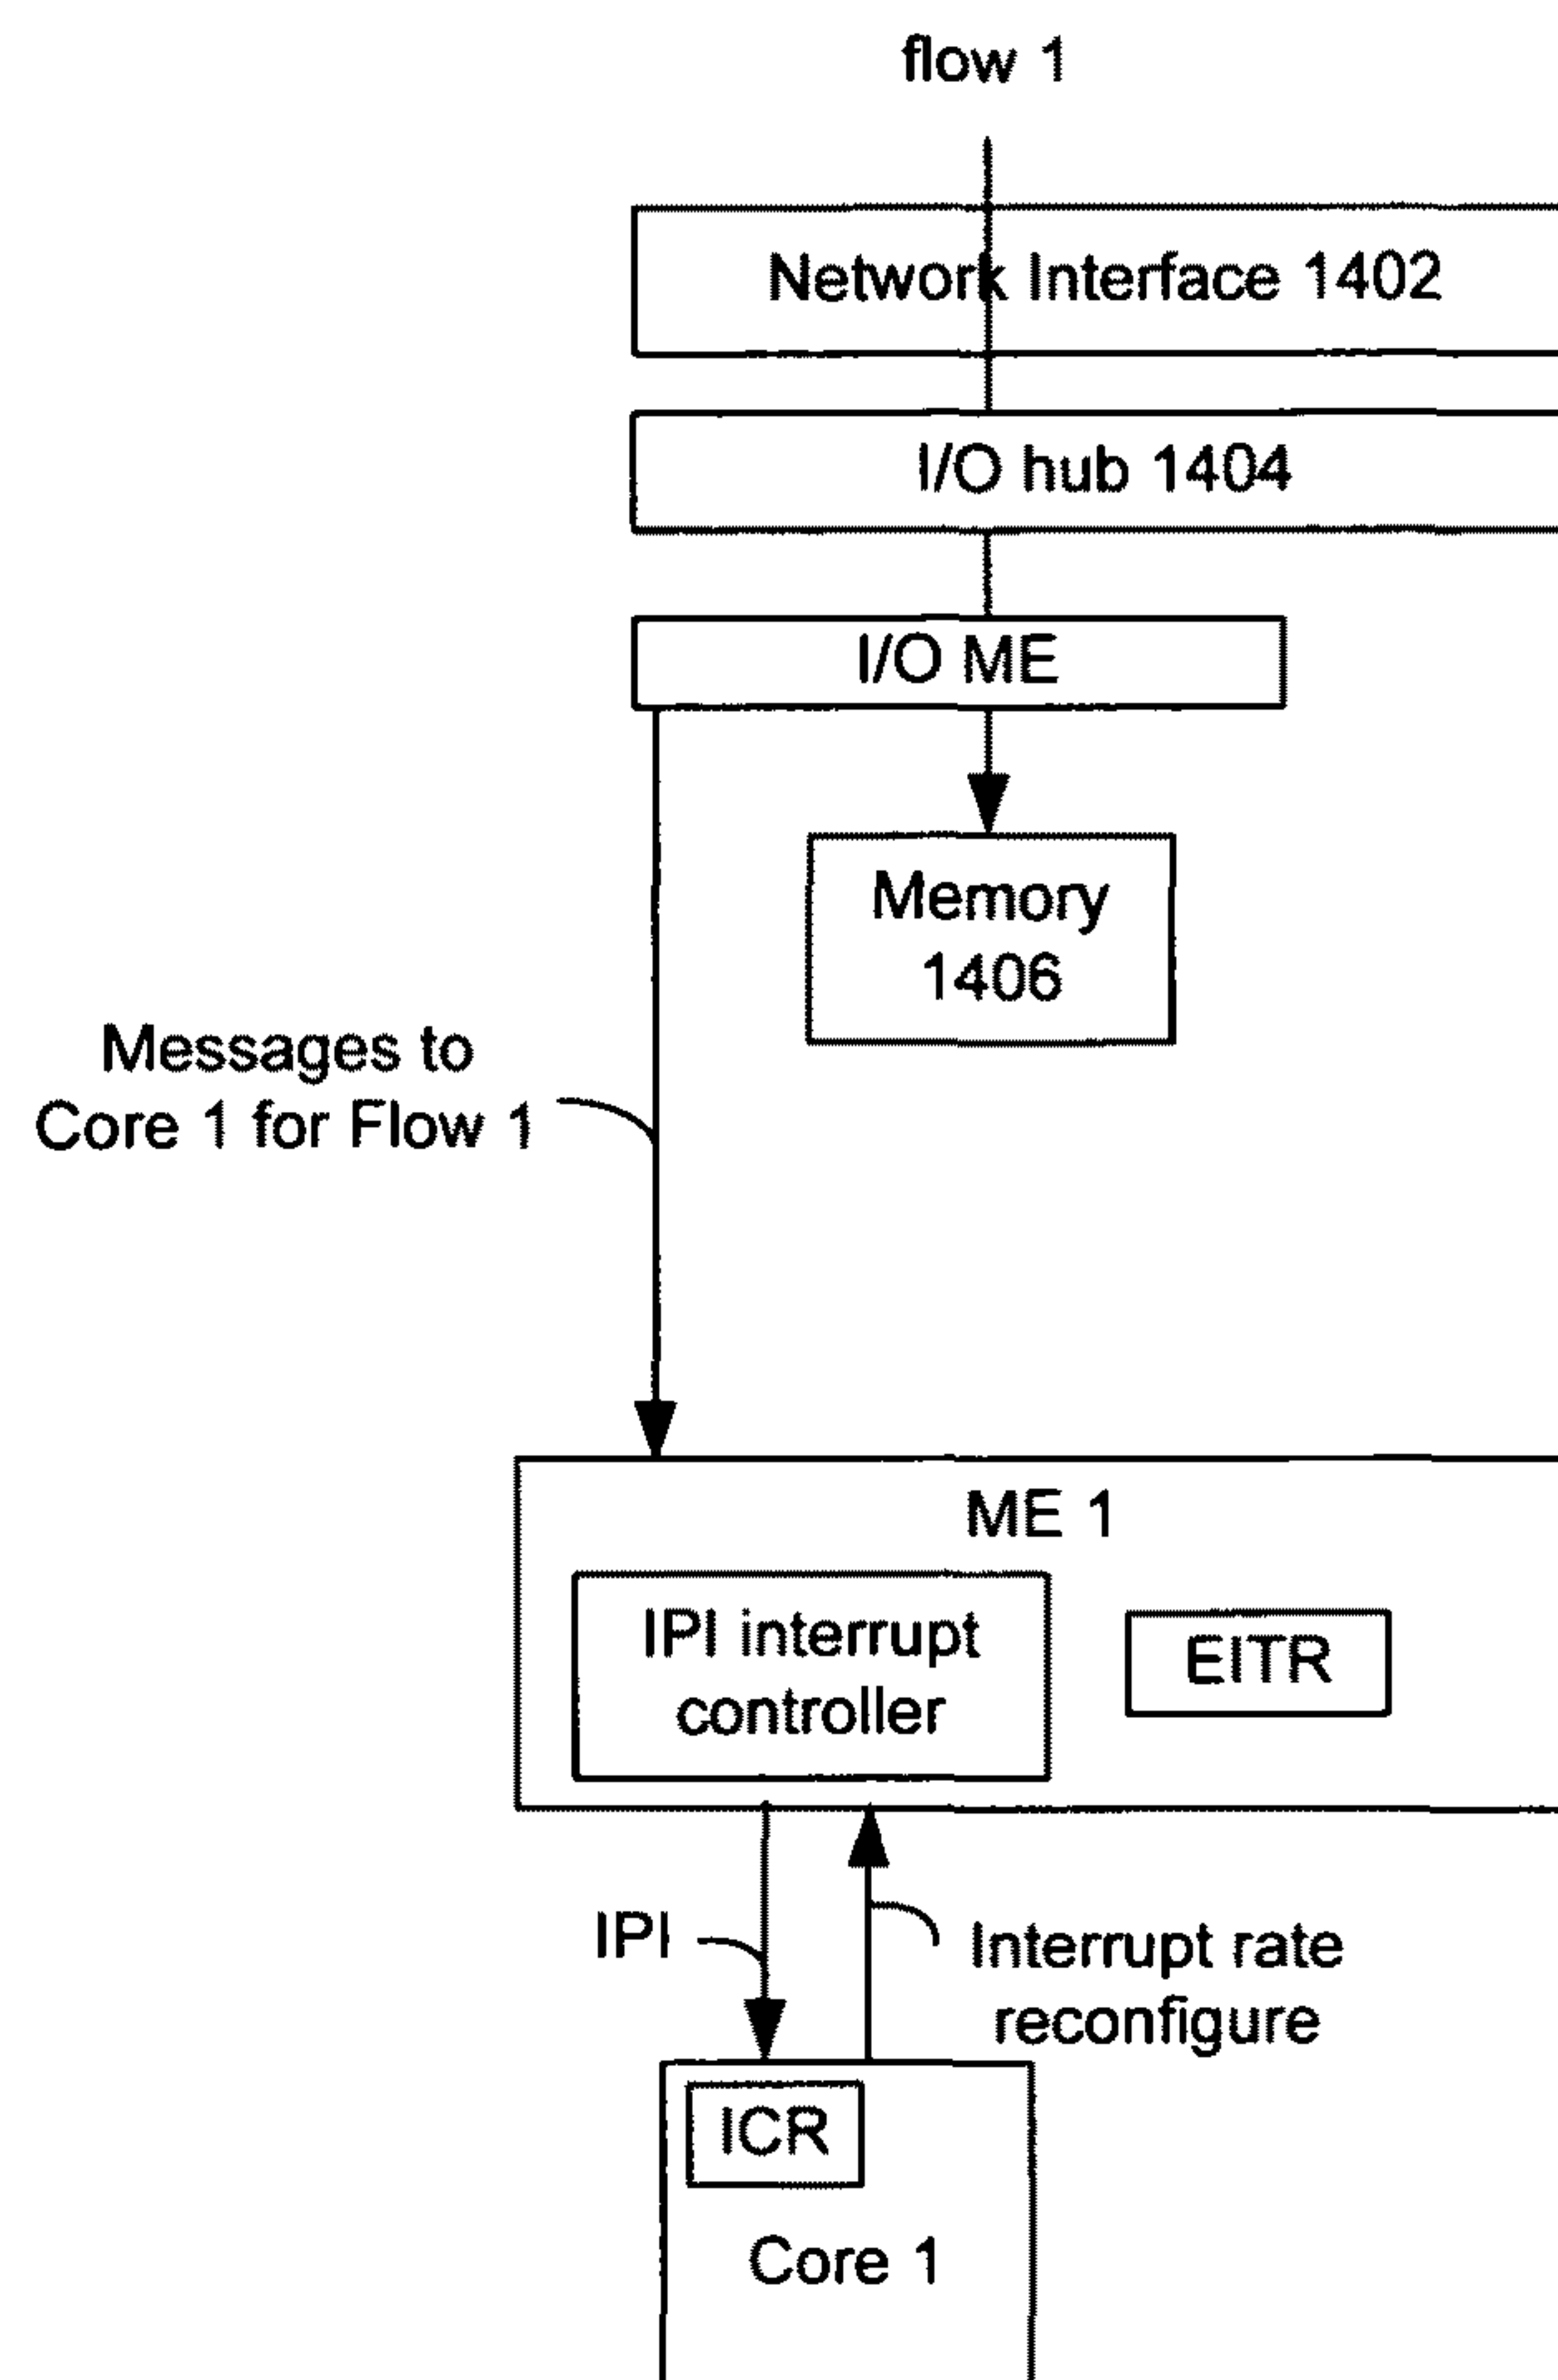 flow 1
Network Interface 1402
I/O hub 1404
I/O ME
Memory
1406
Messages to
Core 1 for Flow 1
ME 1
IPI interrupt
controller
EITR
IPI
Interrupt rate
reconfigure
ICR
Core 1